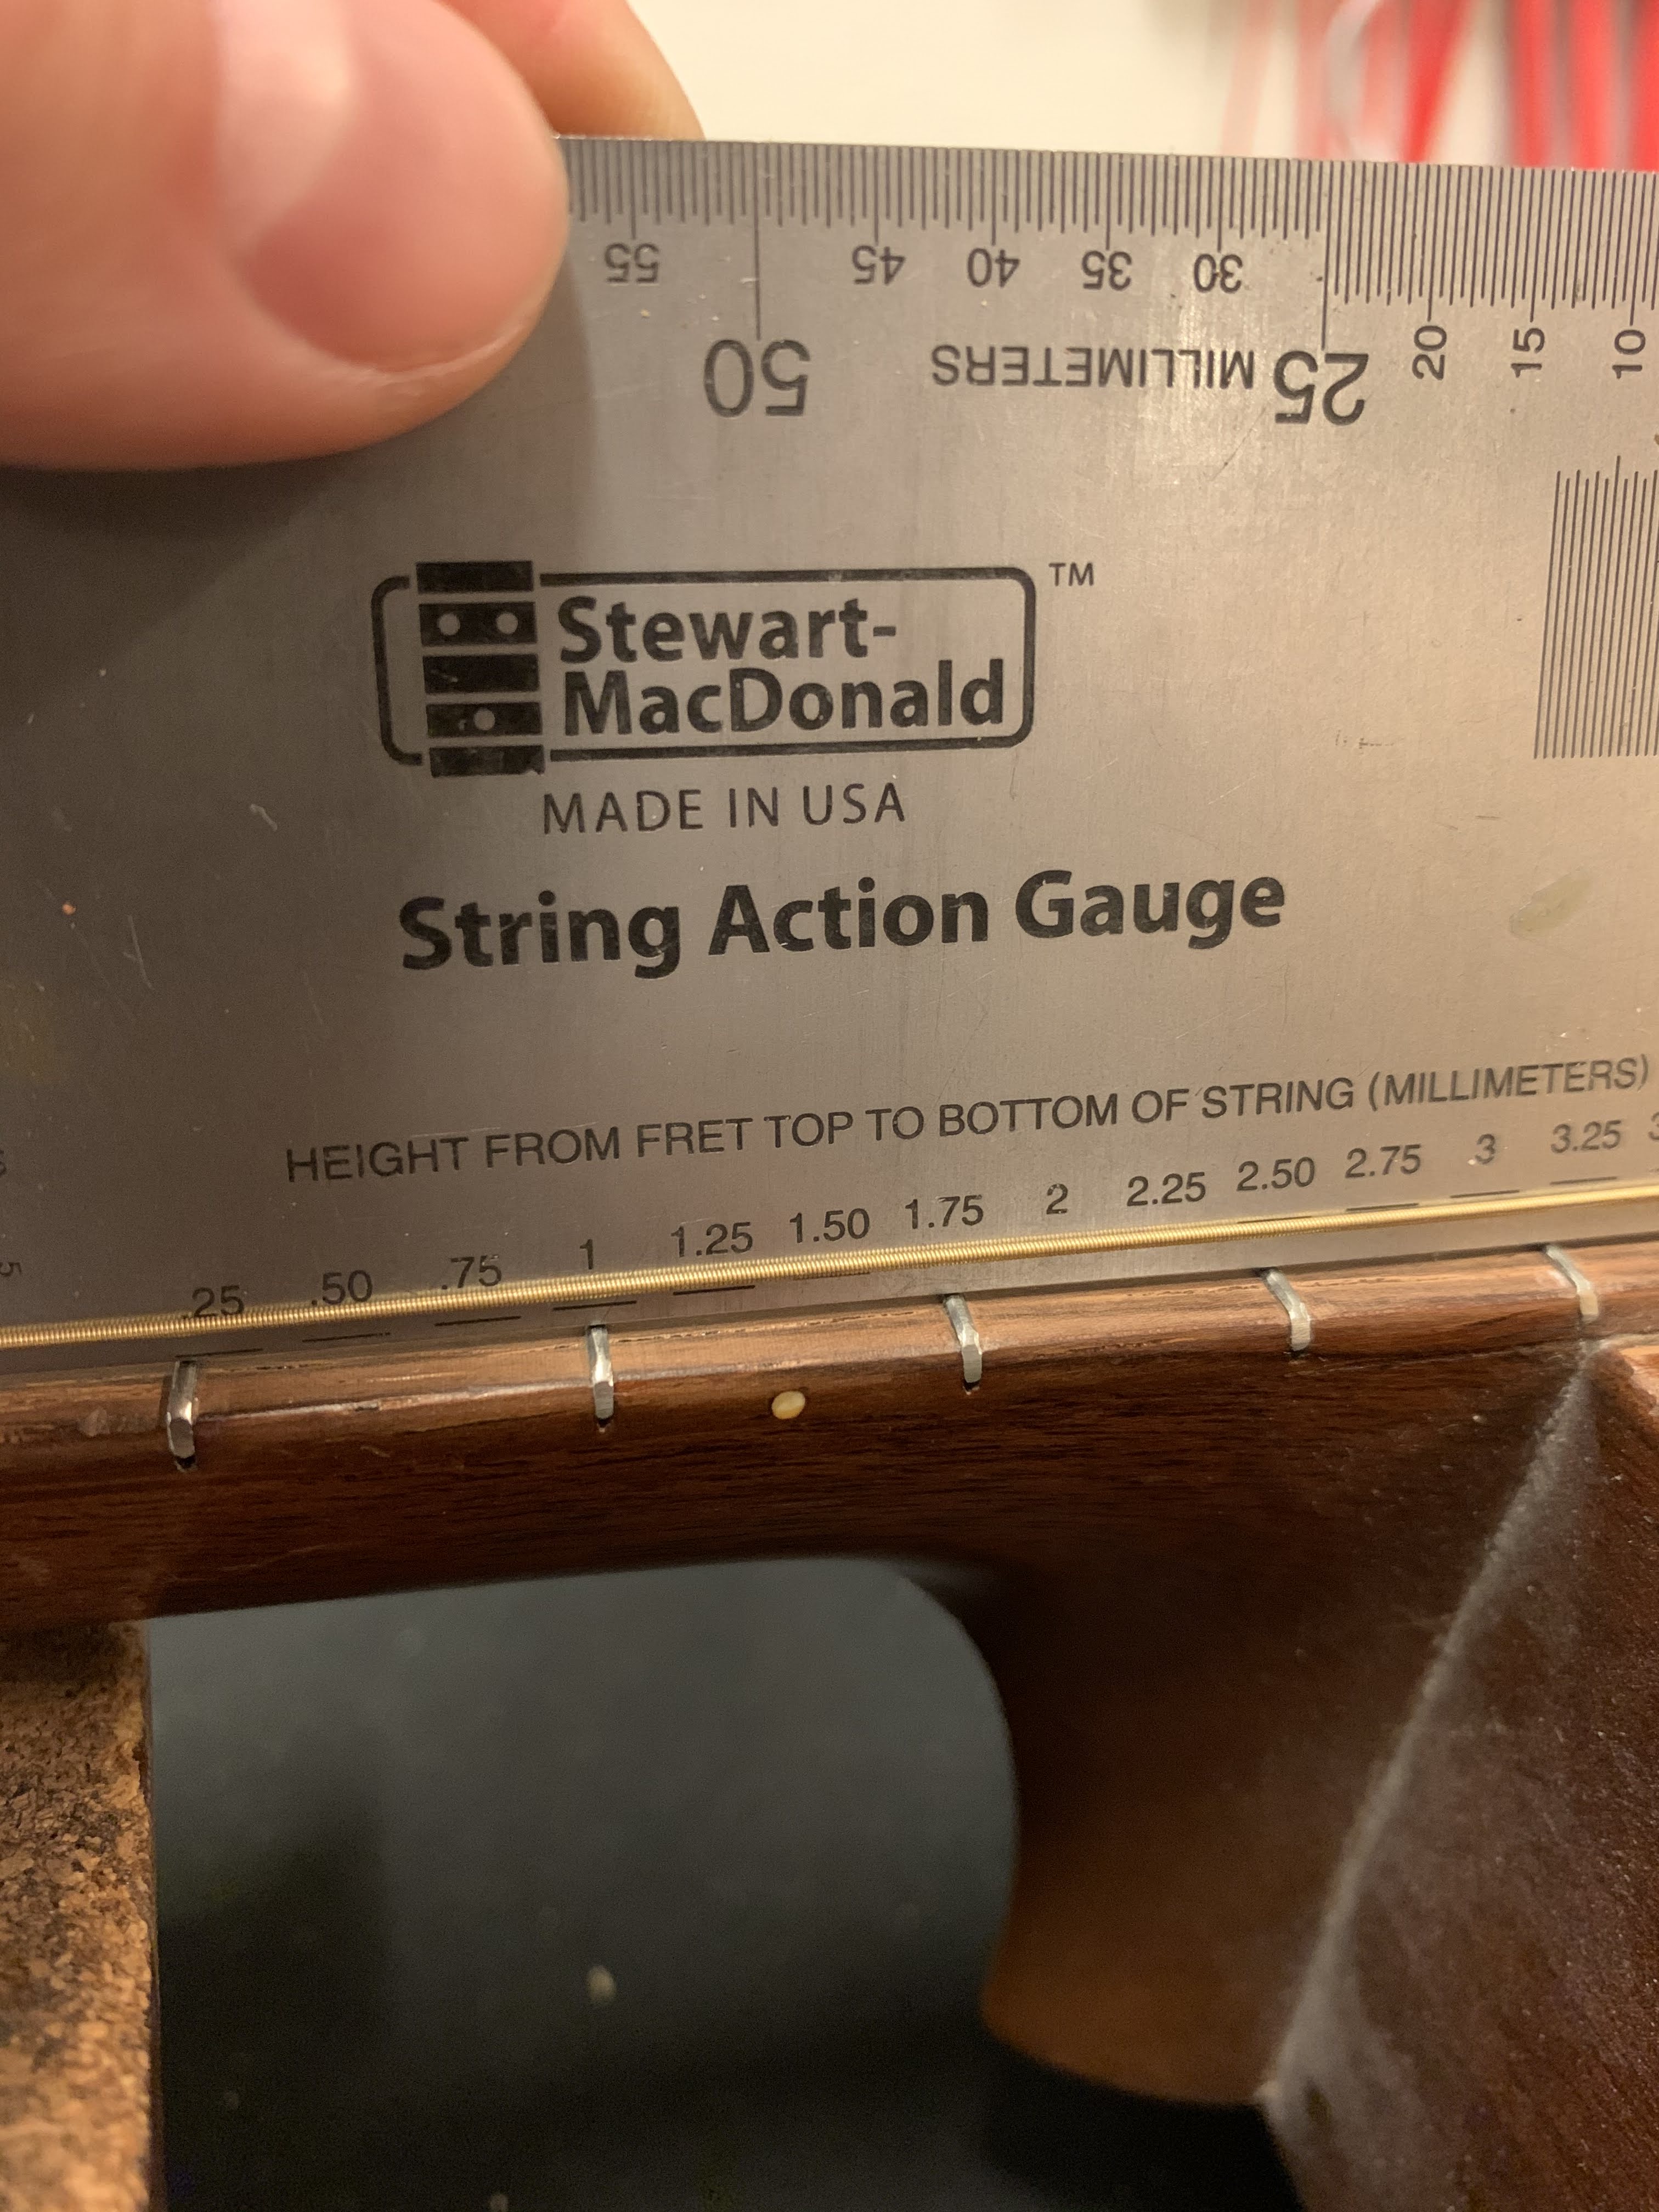 55 45 40 35 30
50 MILLIMETERS 25 20 15 10
TM
Stewart-
MacDonald
MADE IN USA
String Action Gauge
HEIGHT FROM FRET TOP TO BOTTOM OF STRING (MILLIMETERS)
.25 .50 .75 1 1.25 1.50 1.75 2 2.25 2.50 2.75 3 3.25